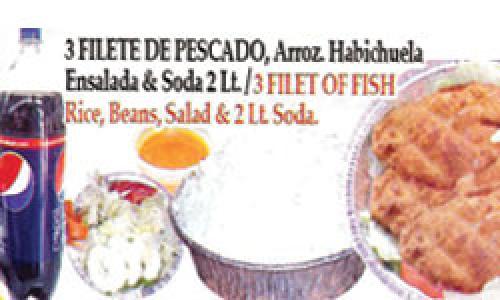 3 FILETE DE PESCADO, Arroz. Habichuela
Ensalada & Soda 2 Lt. / 3 FILET OF FISH
Rice, Beans, Salad & 2 Lt. Soda.